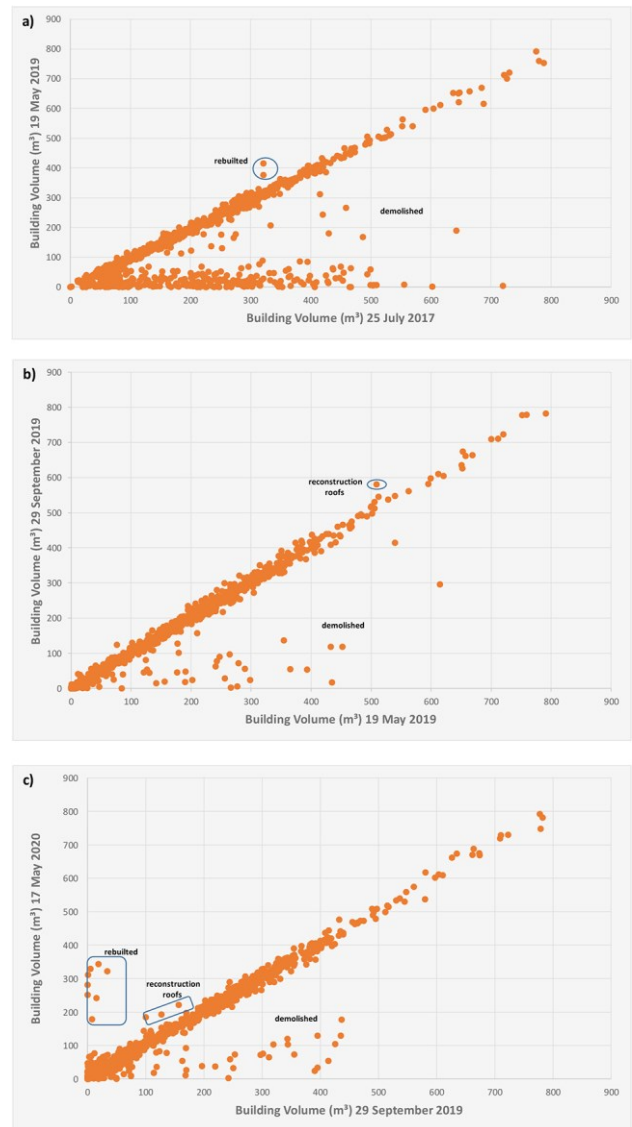 a)
900
800
700
600
500
400
300
200
100
0
Building Volume (m³) 19 May 2019
rebuilted
demolished
0 100 200 300 400 500 600 700 800 900
Building Volume (m³) 25 July 2017
b)
900
800
700
600
500
400
300
200
100
0
Building Volume (m³) 29 September 2019
reconstruction
roofs
demolished
0 100 200 300 400 500 600 700 800 900
Building Volume (m³) 19 May 2019
c)
900
800
700
600
500
400
300
200
100
0
Building Volume (m³) 17 May 2020
rebuilted
reconstruction
roofs
demolished
0 100 200 300 400 500 600 700 800 900
Building Volume (m³) 29 September 2019